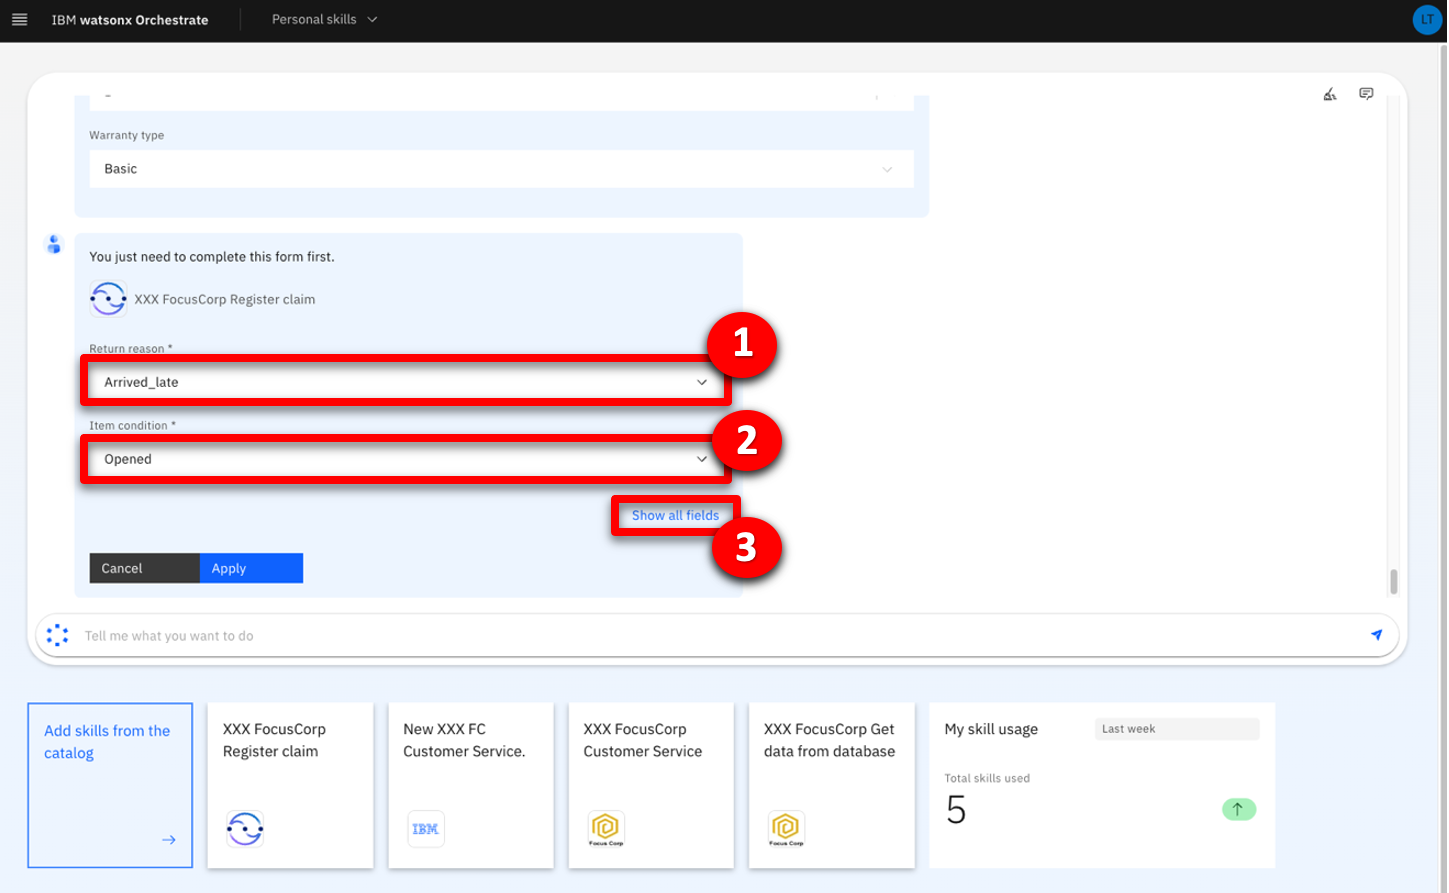 IBM watsonx Orchestrate
Personal skills
LT
Warranty type
Basic
You just need to complete this form first.
XXX FocusCorp Register claim
1
Return reason *
Arrived_late
2
Item condition *
Opened
Show all fields
3
Cancel
Apply
Tell me what you want to do
Add skills from the
catalog
XXX FocusCorp
Register claim
New XXX FC
Customer Service.
IBM
XXX FocusCorp
Customer Service
Focus Corp
XXX FocusCorp Get
data from database
Focus Corp
My skill usage
Last week
Total skills used
5